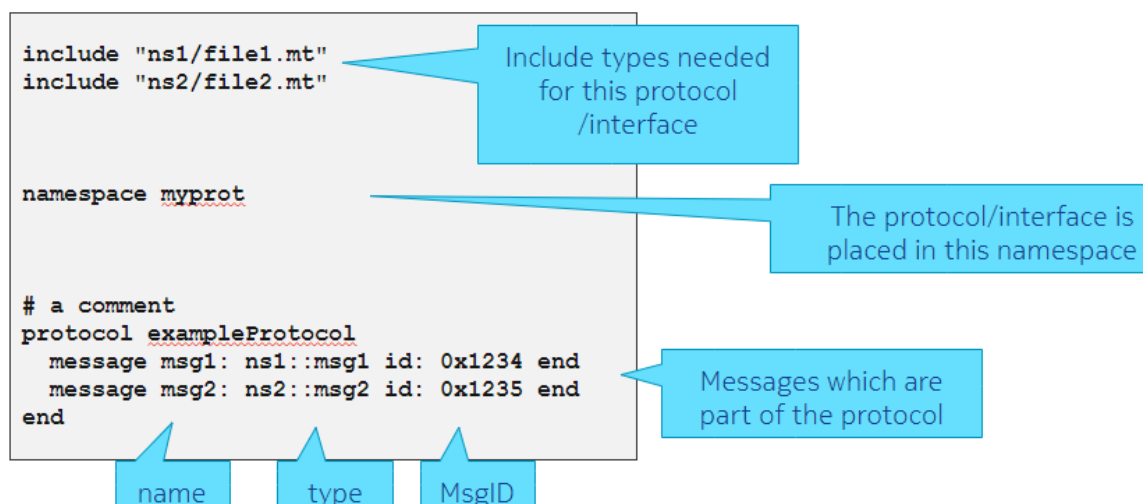 include "ns1/file1.mt"
include "ns2/file2.mt"
Include types needed
for this protocol
/interface
namespace myprot
The protocol/interface is
placed in this namespace
# a comment
protocol exampleProtocol
message msg1: ns1::msg1 id: 0x1234 end
message msg2: ns2::msg2 id: 0x1235 end
end
Messages which are
part of the protocol
name
type
MsgID